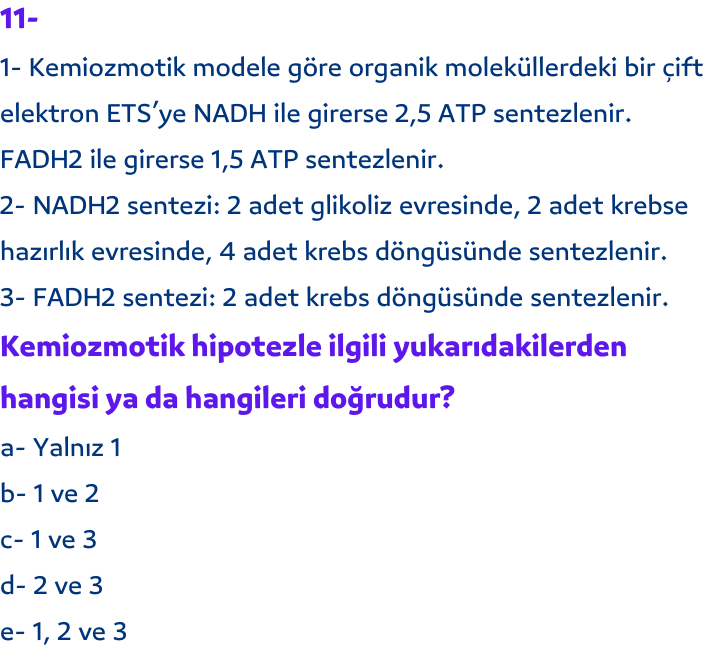 11-
1- Kemiozmotik modele göre organik moleküllerdeki bir çift
elektron ETS’ye NADH ile girerse 2,5 ATP sentezlenir.
FADH2 ile girerse 1,5 ATP sentezlenir.
2- NADH2 sentezi: 2 adet glikoliz evresinde, 2 adet krebse
hazırlık evresinde, 4 adet krebs döngüsünde sentezlenir.
3- FADH2 sentezi: 2 adet krebs döngüsünde sentezlenir.
Kemiozmotik hipotezle ilgili yukarıdakilerden
hangisi ya da hangileri doğrudur?
a- Yalnız 1
b- 1 ve 2
c- 1 ve 3
d- 2 ve 3
e- 1, 2 ve 3